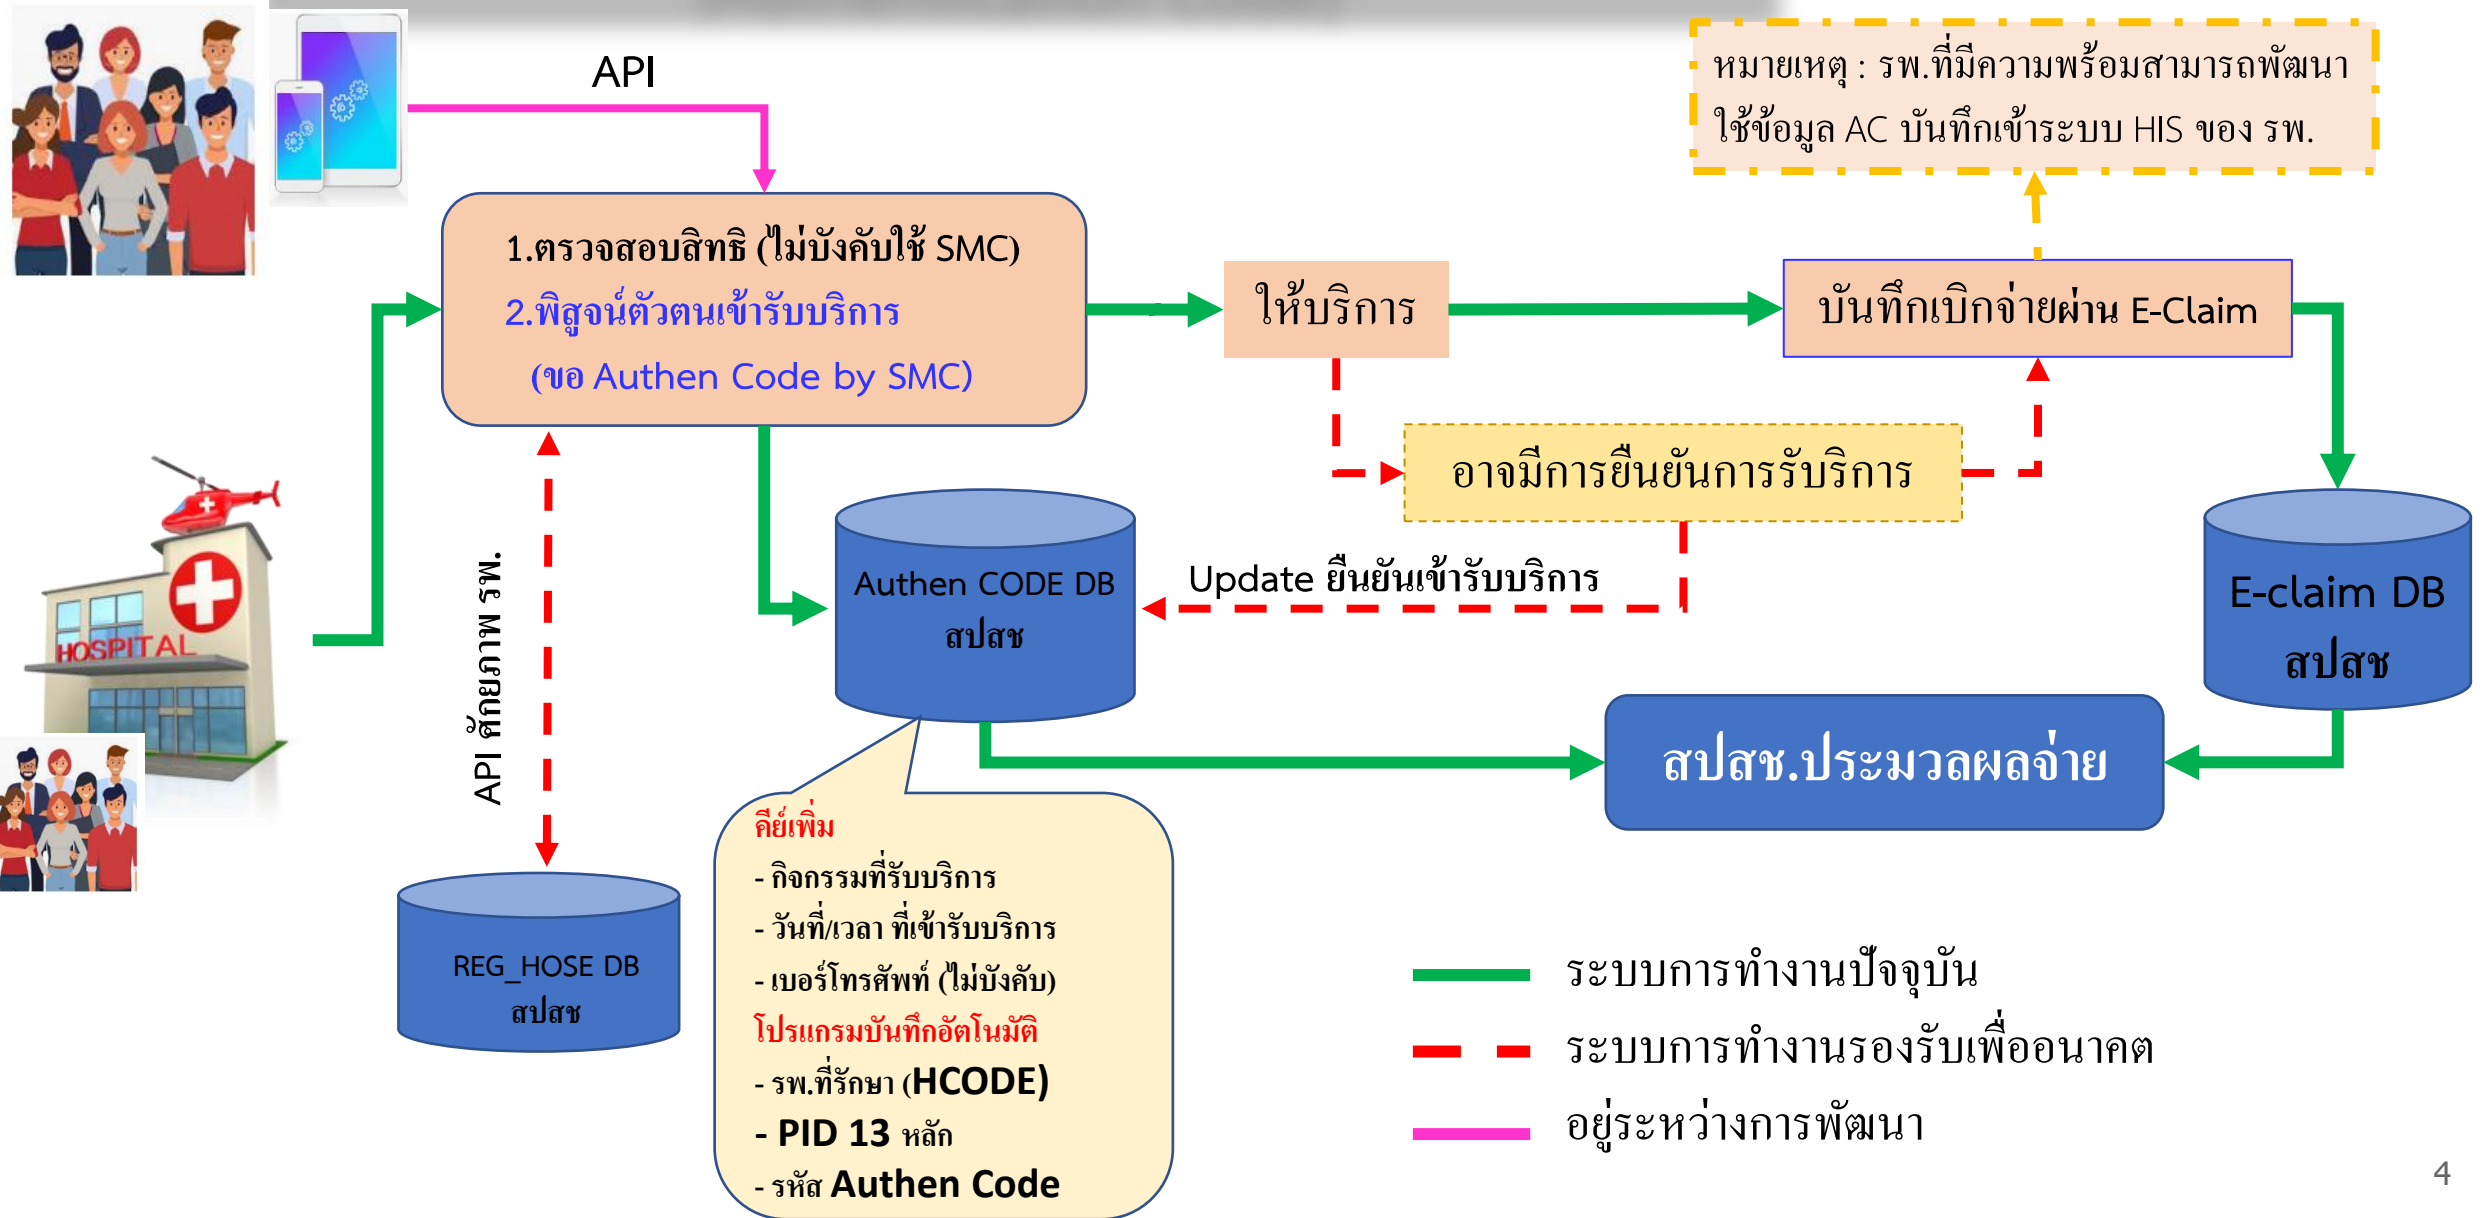 API
หมายเหตุ : รพ.ที่มีความพร้อมสามารถพัฒนา
ใช้ข้อมูล AC บันทึกเข้าระบบ HIS ของ รพ.
1.ตรวจสอบสิทธิ (ไม่บังคับใช้ SMC)
2.พิสูจน์ตัวตนเข้ารับบริการ
(ขอ Authen Code by SMC)
ให้บริการ
บันทึกเบิกจ่ายผ่าน E-Claim
อาจมีการยืนยันการรับริการ
HOSPITAL
API ศักยภาพ รพ.
Authen CODE DB
สปสช
Update ยืนยันเข้ารับบริการ
E-claim DB
สปสช
สปสช.ประมวลผลจ่าย
คีย์เพิ่ม
- กิจกรรมที่รับบริการ
- วันที่/เวลา ที่เข้ารับบริการ
- เบอร์โทรศัพท์ (ไม่บังคับ)
โปรแกรมบันทึกอัตโนมัติ
- รพ.ที่รักษา (HCODE)
- PID 13 หลัก
- รหัส Authen Code
REG_HOSE DB
สปสช
ระบบการทำงานปัจจุบัน
ระบบการทำงานรองรับเพื่ออนาคต
อยู่ระหว่างการพัฒนา
4